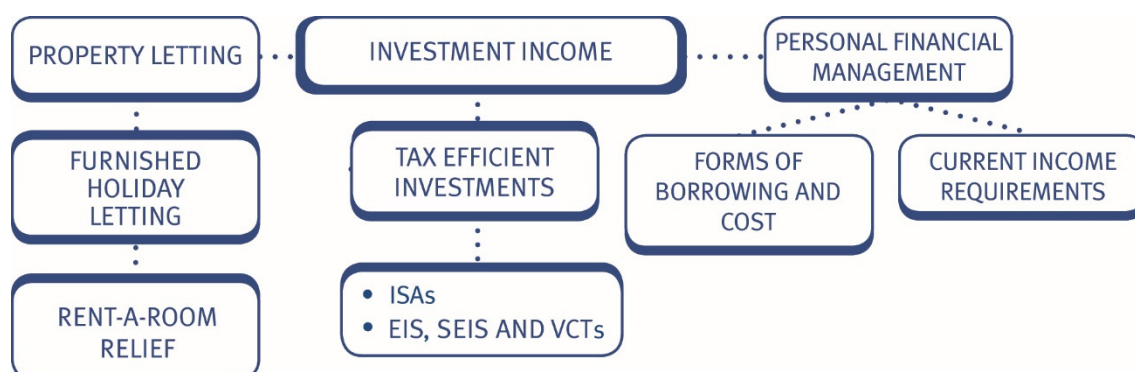 PROPERTY LETTING
INVESTMENT INCOME
PERSONAL FINANCIAL
MANAGEMENT
FURNISHED
HOLIDAY
LETTING
TAX EFFICIENT
INVESTMENTS
FORMS OF
BORROWING AND
COST
CURRENT INCOME
REQUIREMENTS
RENT-A-ROOM
RELIEF
• ISAs
• EIS, SEIS AND VCTs